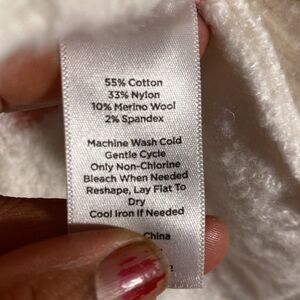 55% Cotton
33% Nylon
10% Merino Wool
2% Spandex
Machine Wash Cold
Gentle Cycle
Only Non-Chlorine
Bleach When Needed
Reshape, Lay Flat To
Dry
Cool Iron If Needed
China